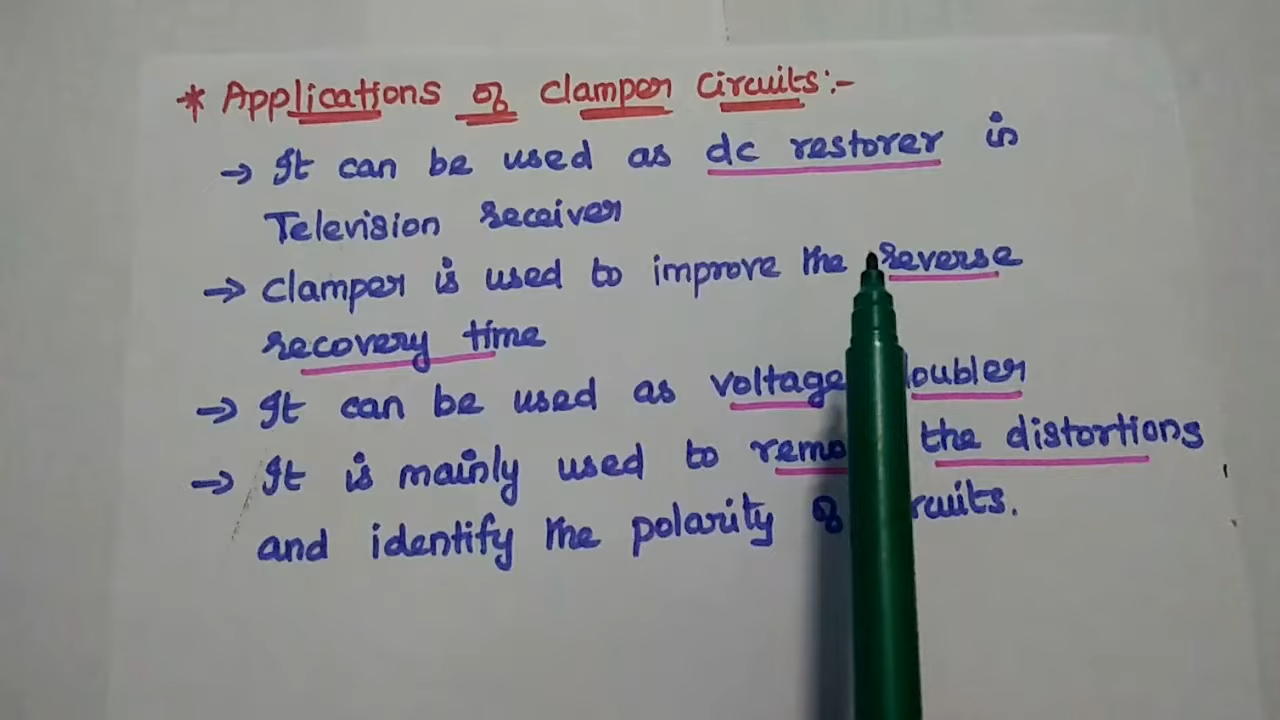 * Applications of Clamper Circuits:-
→ It can be used as dc restorer in
Television receiver
→ Clamper is used to improve the reverse
recovery time
→ It can be used as voltage doubler
→ It is mainly used to the distortions
and identify the polarity of